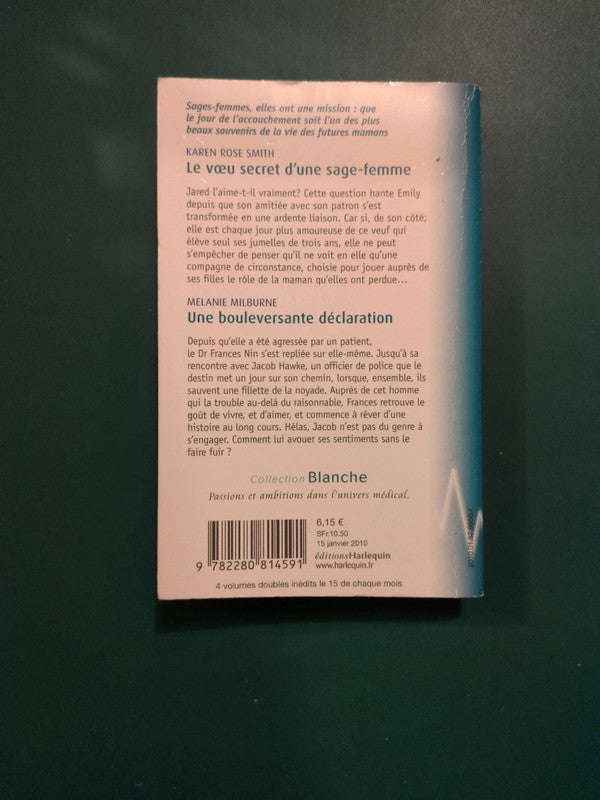 Sages-femmes, elles ont une mission : que
le jour de l'accouchement soit l'un des plus
beaux souvenirs de la vie des futures mamans
KAREN ROSE SMITH
Le vœu secret d'une sage-femme
Jared l'aime-t-il vraiment? Cette question hante Emily
depuis que son amitiée avec son patron s'est
transformée en une ardente liaison. Car si, de son côté,
elle est chaque jour plus amoureuse de ce veuf qui
élève seul ses jumelles de trois ans, elle ne peut
s'empêcher de penser qu'il ne voit en elle qu'une
compagne de circonstance, choisie pour jouer auprès de
ses filles le rôle de la maman qu'elles ont perdue...
MELANIE MILBURNE
Une bouleversante déclaration
Depuis qu'elle a été agressée par un patient,
le Dr Frances Nin s'est repliée sur elle-même. Jusqu'à sa
rencontre avec Jacob Hawke, un officier de police que le
destin met un jour sur son chemin, lorsque, ensemble, ils
sauvent une fillette de la noyade. Auprès de cet homme
qui la trouble au-delà du raisonnable, Frances retrouve le
goût de vivre, et d'aimer, et commence à rêver d'une
histoire au long cours. Hélas, Jacob n'est pas du genre à
s'engager. Comment lui avouer ses sentiments sans le
faire fuir ?
Collection Blanche
Passions et ambitions dans l'univers médical.
6,15 €
SFr.10.50
15 janvier 2010
éditionsHarlequin
www.harlequin.fr
9 782280 814591
4 volumes doubles inédits le 15 de chaque mois